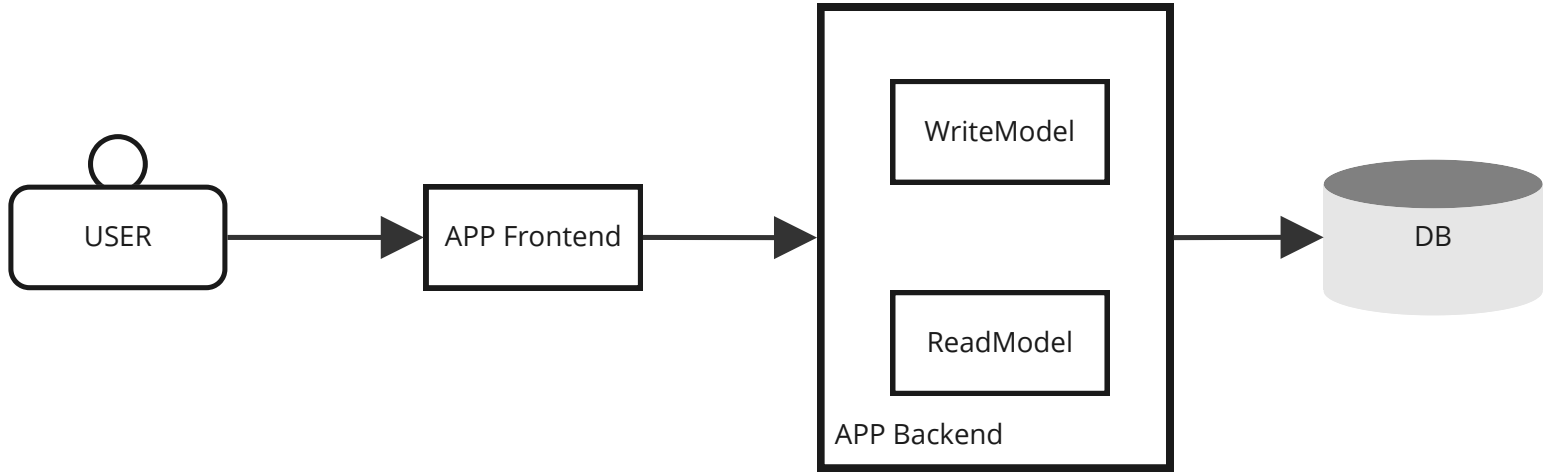 USER
APP Frontend
WriteModel
ReadModel
APP Backend
DB